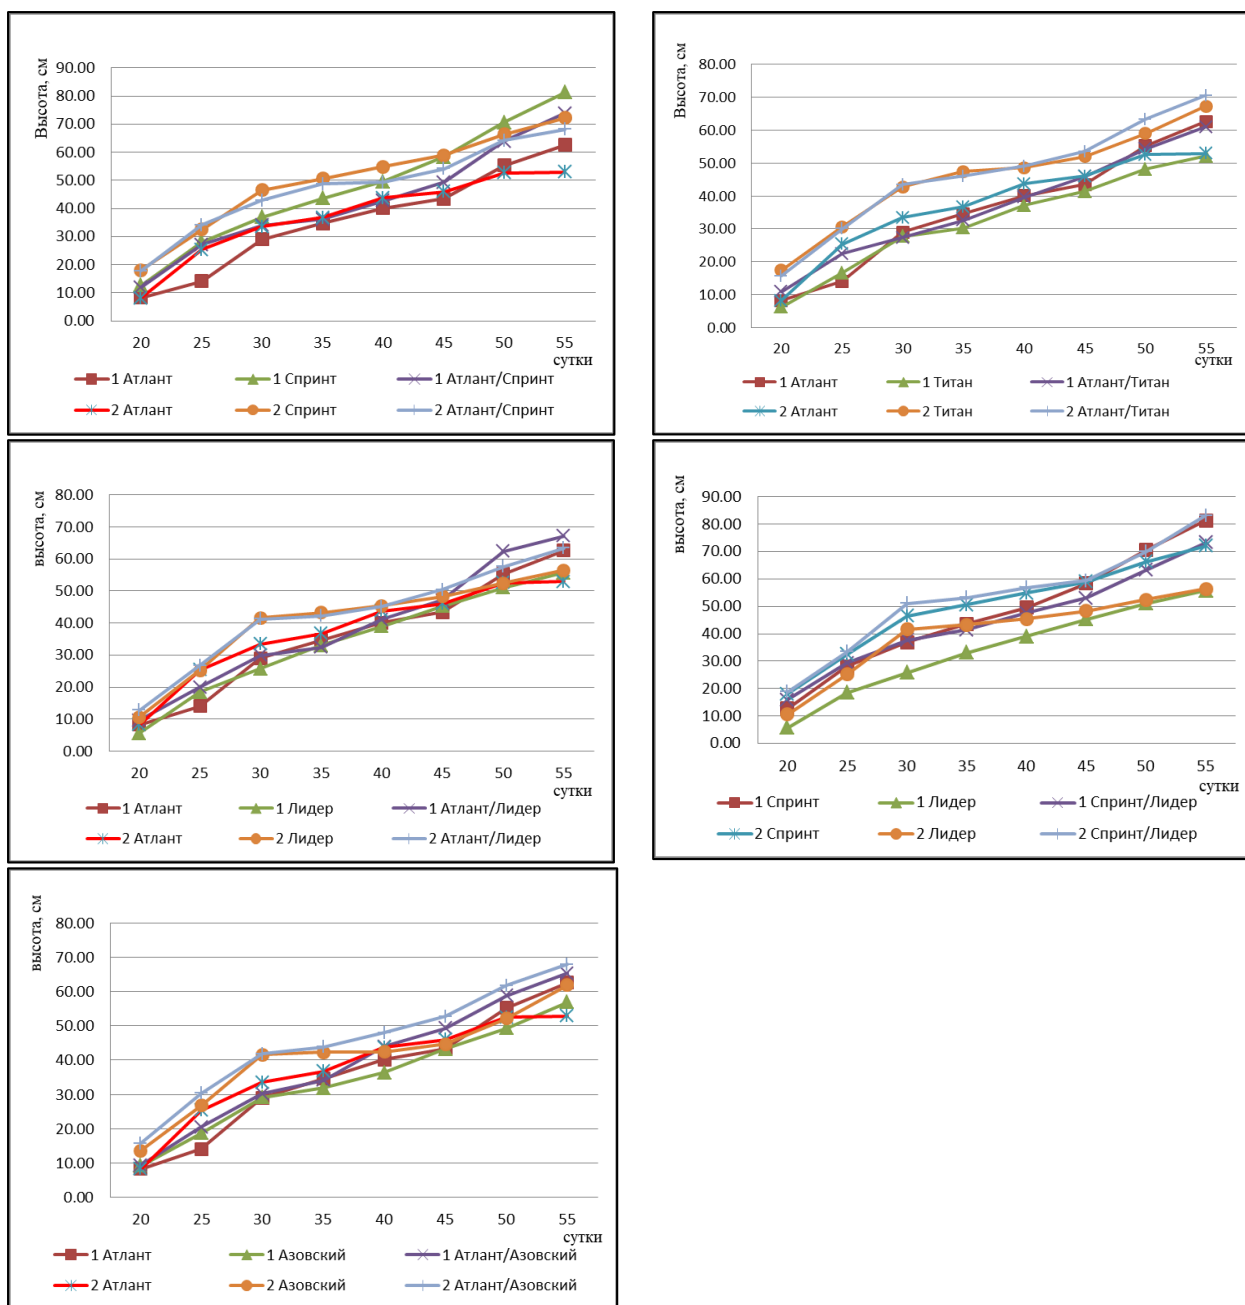 Высота, см
90.00
80.00
70.00
60.00
50.00
40.00
30.00
20.00
10.00
0.00
20 25 30 35 40 45 50 55
сутки
1 Атлант 1 Спринт 1 Атлант/Спринт
2 Атлант 2 Спринт 2 Атлант/Спринт
Высота, см
80.00
70.00
60.00
50.00
40.00
30.00
20.00
10.00
0.00
20 25 30 35 40 45 50 55
сутки
1 Атлант 1 Титан 1 Атлант/Титан
2 Атлант 2 Титан 2 Атлант/Титан
высота, см
80.00
70.00
60.00
50.00
40.00
30.00
20.00
10.00
0.00
20 25 30 35 40 45 50 55
сутки
1 Атлант 1 Лидер 1 Атлант/Лидер
2 Атлант 2 Лидер 2 Атлант/Лидер
высота, см
90.00
80.00
70.00
60.00
50.00
40.00
30.00
20.00
10.00
0.00
20 25 30 35 40 45 50 55
сутки
1 Спринт 1 Лидер 1 Спринт/Лидер
2 Спринт 2 Лидер 2 Спринт/Лидер
высота, см
80.00
70.00
60.00
50.00
40.00
30.00
20.00
10.00
0.00
20 25 30 35 40 45 50 55
сутки
1 Атлант 1 Азовский 1 Атлант/Азовский
2 Атлант 2 Азовский 2 Атлант/Азовский